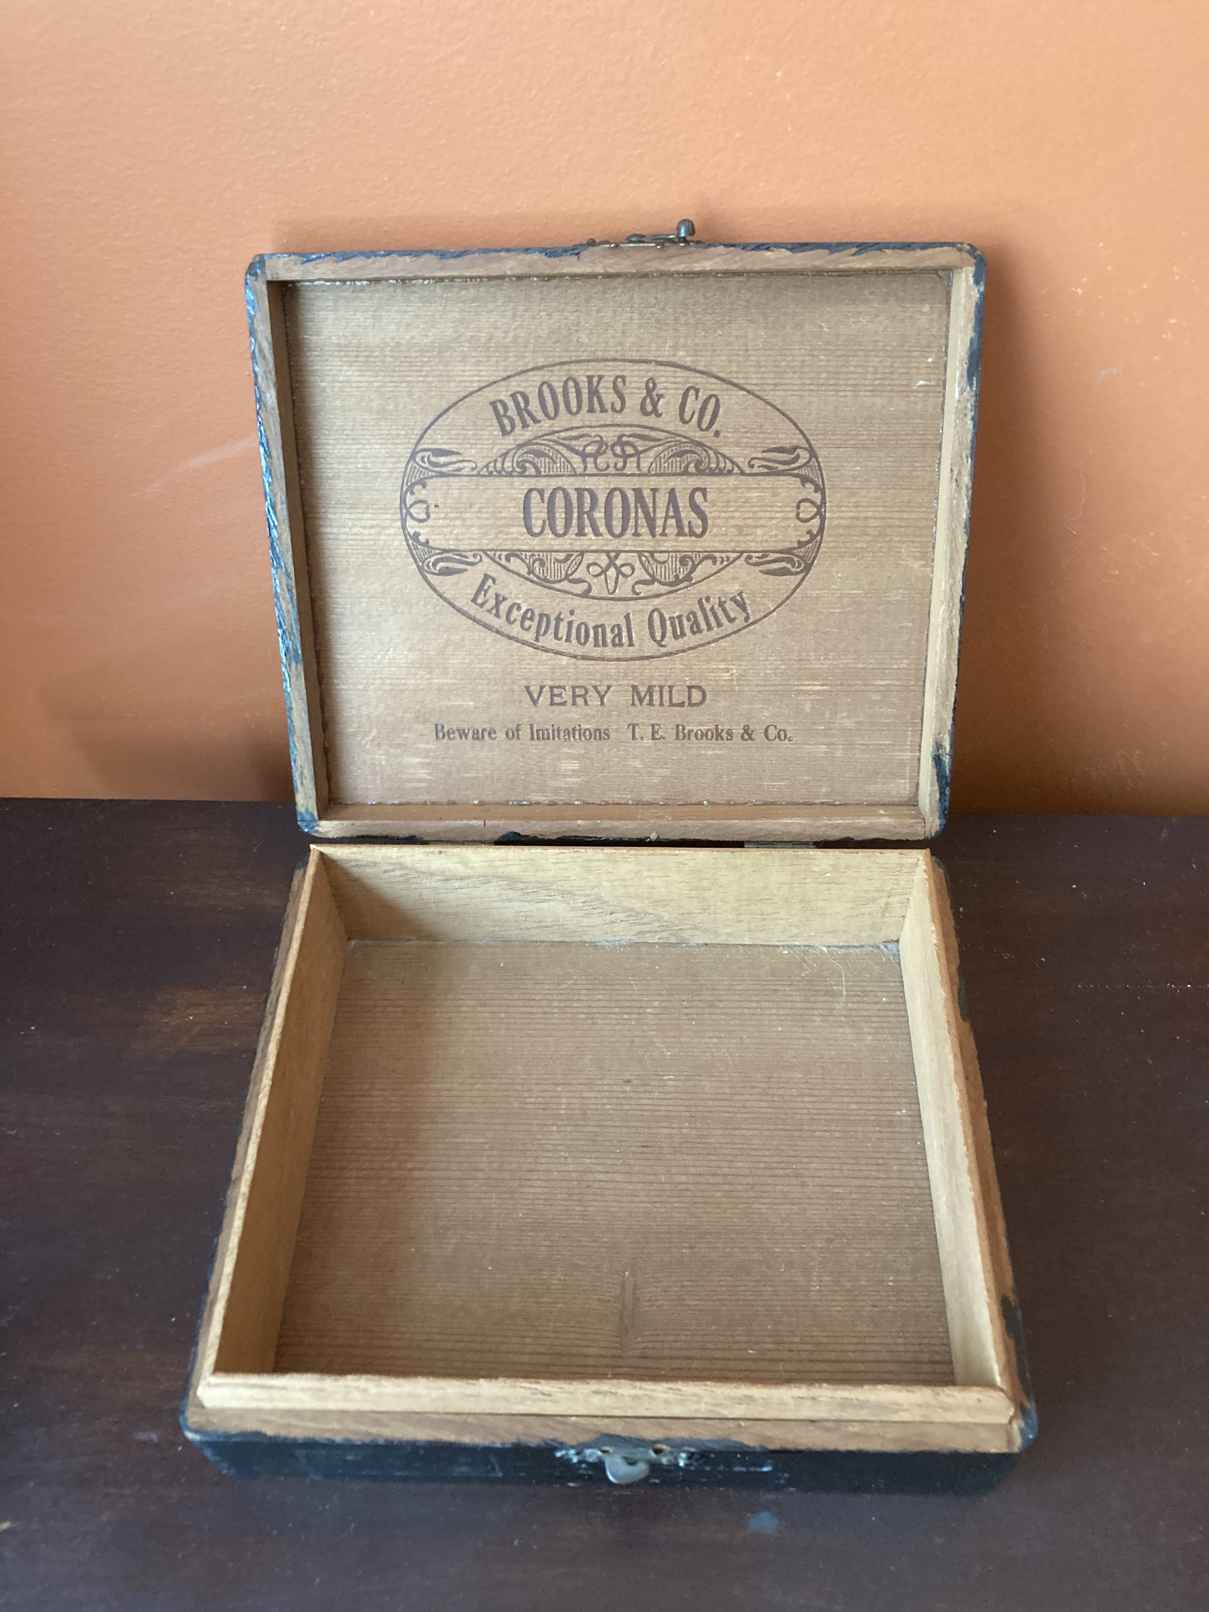 BROOKS & CO.
CORONAS
Exceptional Quality
VERY MILD
Beware of Imitations T. E. Brooks & Co.